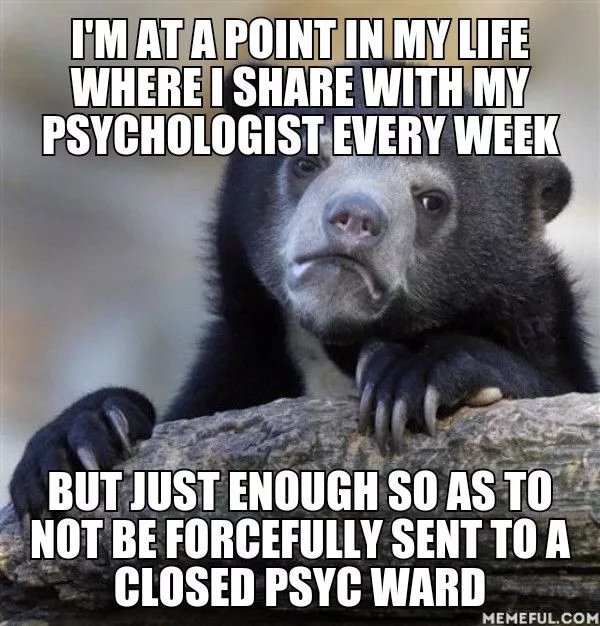 I'M AT A POINT IN MY LIFE
WHERE I SHARE WITH MY
PSYCHOLOGIST EVERY WEEK
BUT JUST ENOUGH SO AS TO
NOT BE FORCEFULLY SENT TO A
CLOSED PSYC WARD
MEMEFUL.COM